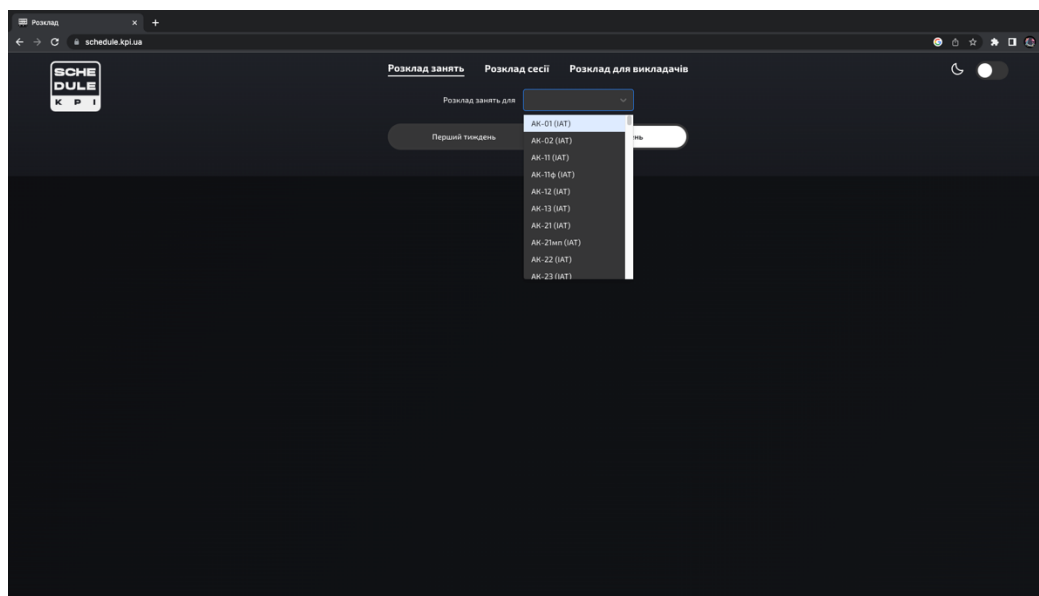 Розклад
schedule.kpi.ua
SCHE
DULE
KPI
Розклад занять Розклад сесії Розклад для викладачів
Розклад занять для
Перший тиждень
нь
АК-01 (ІАТ)
АК-02 (ІАТ)
АК-11 (ІАТ)
АК-11ф (ІАТ)
АК-12 (ІАТ)
АК-13 (ІАТ)
АК-21 (ІАТ)
АК-21мп (ІАТ)
АК-22 (ІАТ)
АК-23 (ІАТ)